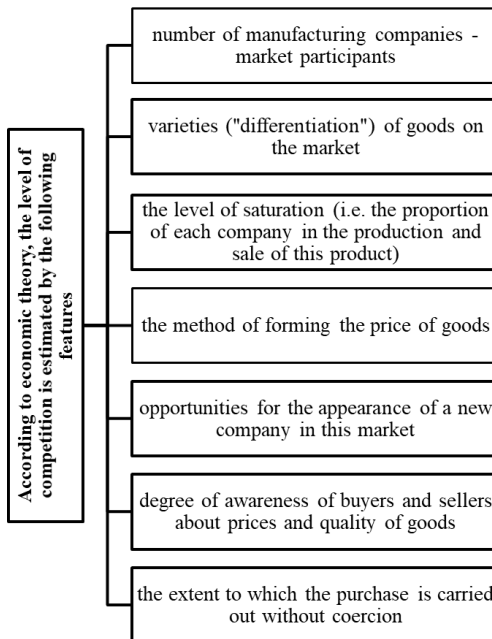 According to economic theory, the level of
competition is estimated by the following
features
number of manufacturing companies -
market participants
varieties ("differentiation") of goods on
the market
the level of saturation (i.e. the proportion
of each company in the production and
sale of this product)
the method of forming the price of goods
opportunities for the appearance of a new
company in this market
degree of awareness of buyers and sellers
about prices and quality of goods
the extent to which the purchase is carried
out without coercion